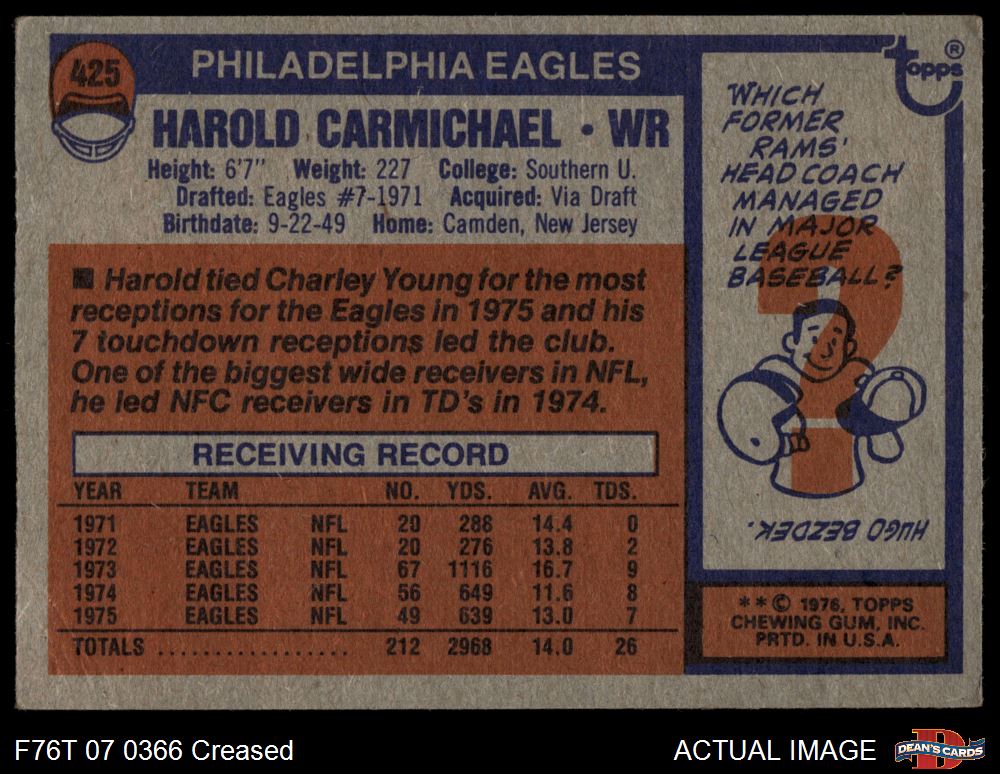 425
PHILADELPHIA EAGLES
HAROLD CARMICHAEL • WR
Height: 6'7" Weight: 227 College: Southern U.
Drafted: Eagles #7-1971 Acquired: Via Draft
Birthdate: 9-22-49 Home: Camden, New Jersey
■ Harold tied Charley Young for the most
receptions for the Eagles in 1975 and his
7 touchdown receptions led the club.
One of the biggest wide receivers in NFL,
he led NFC receivers in TD's in 1974.
RECEIVING RECORD
YEAR TEAM NO. YDS. AVG. TDS.
1971 EAGLES NFL 20 288 14.4 0
1972 EAGLES NFL 20 276 13.8 2
1973 EAGLES NFL 67 1116 16.7 9
1974 EAGLES NFL 56 649 11.6 8
1975 EAGLES NFL 49 639 13.0 7
TOTALS ................. 212 2968 14.0 26
Topps ®
WHICH
FORMER
RAMS'
HEAD COACH
MANAGED
IN MAJOR
LEAGUE
BASEBALL?
?
HUGO BEZDEK.
** © 1976, TOPPS
CHEWING GUM, INC.
PRTD. IN U.S.A.
F76T 07 0366 Creased
ACTUAL IMAGE
D
DEAN'S CARDS